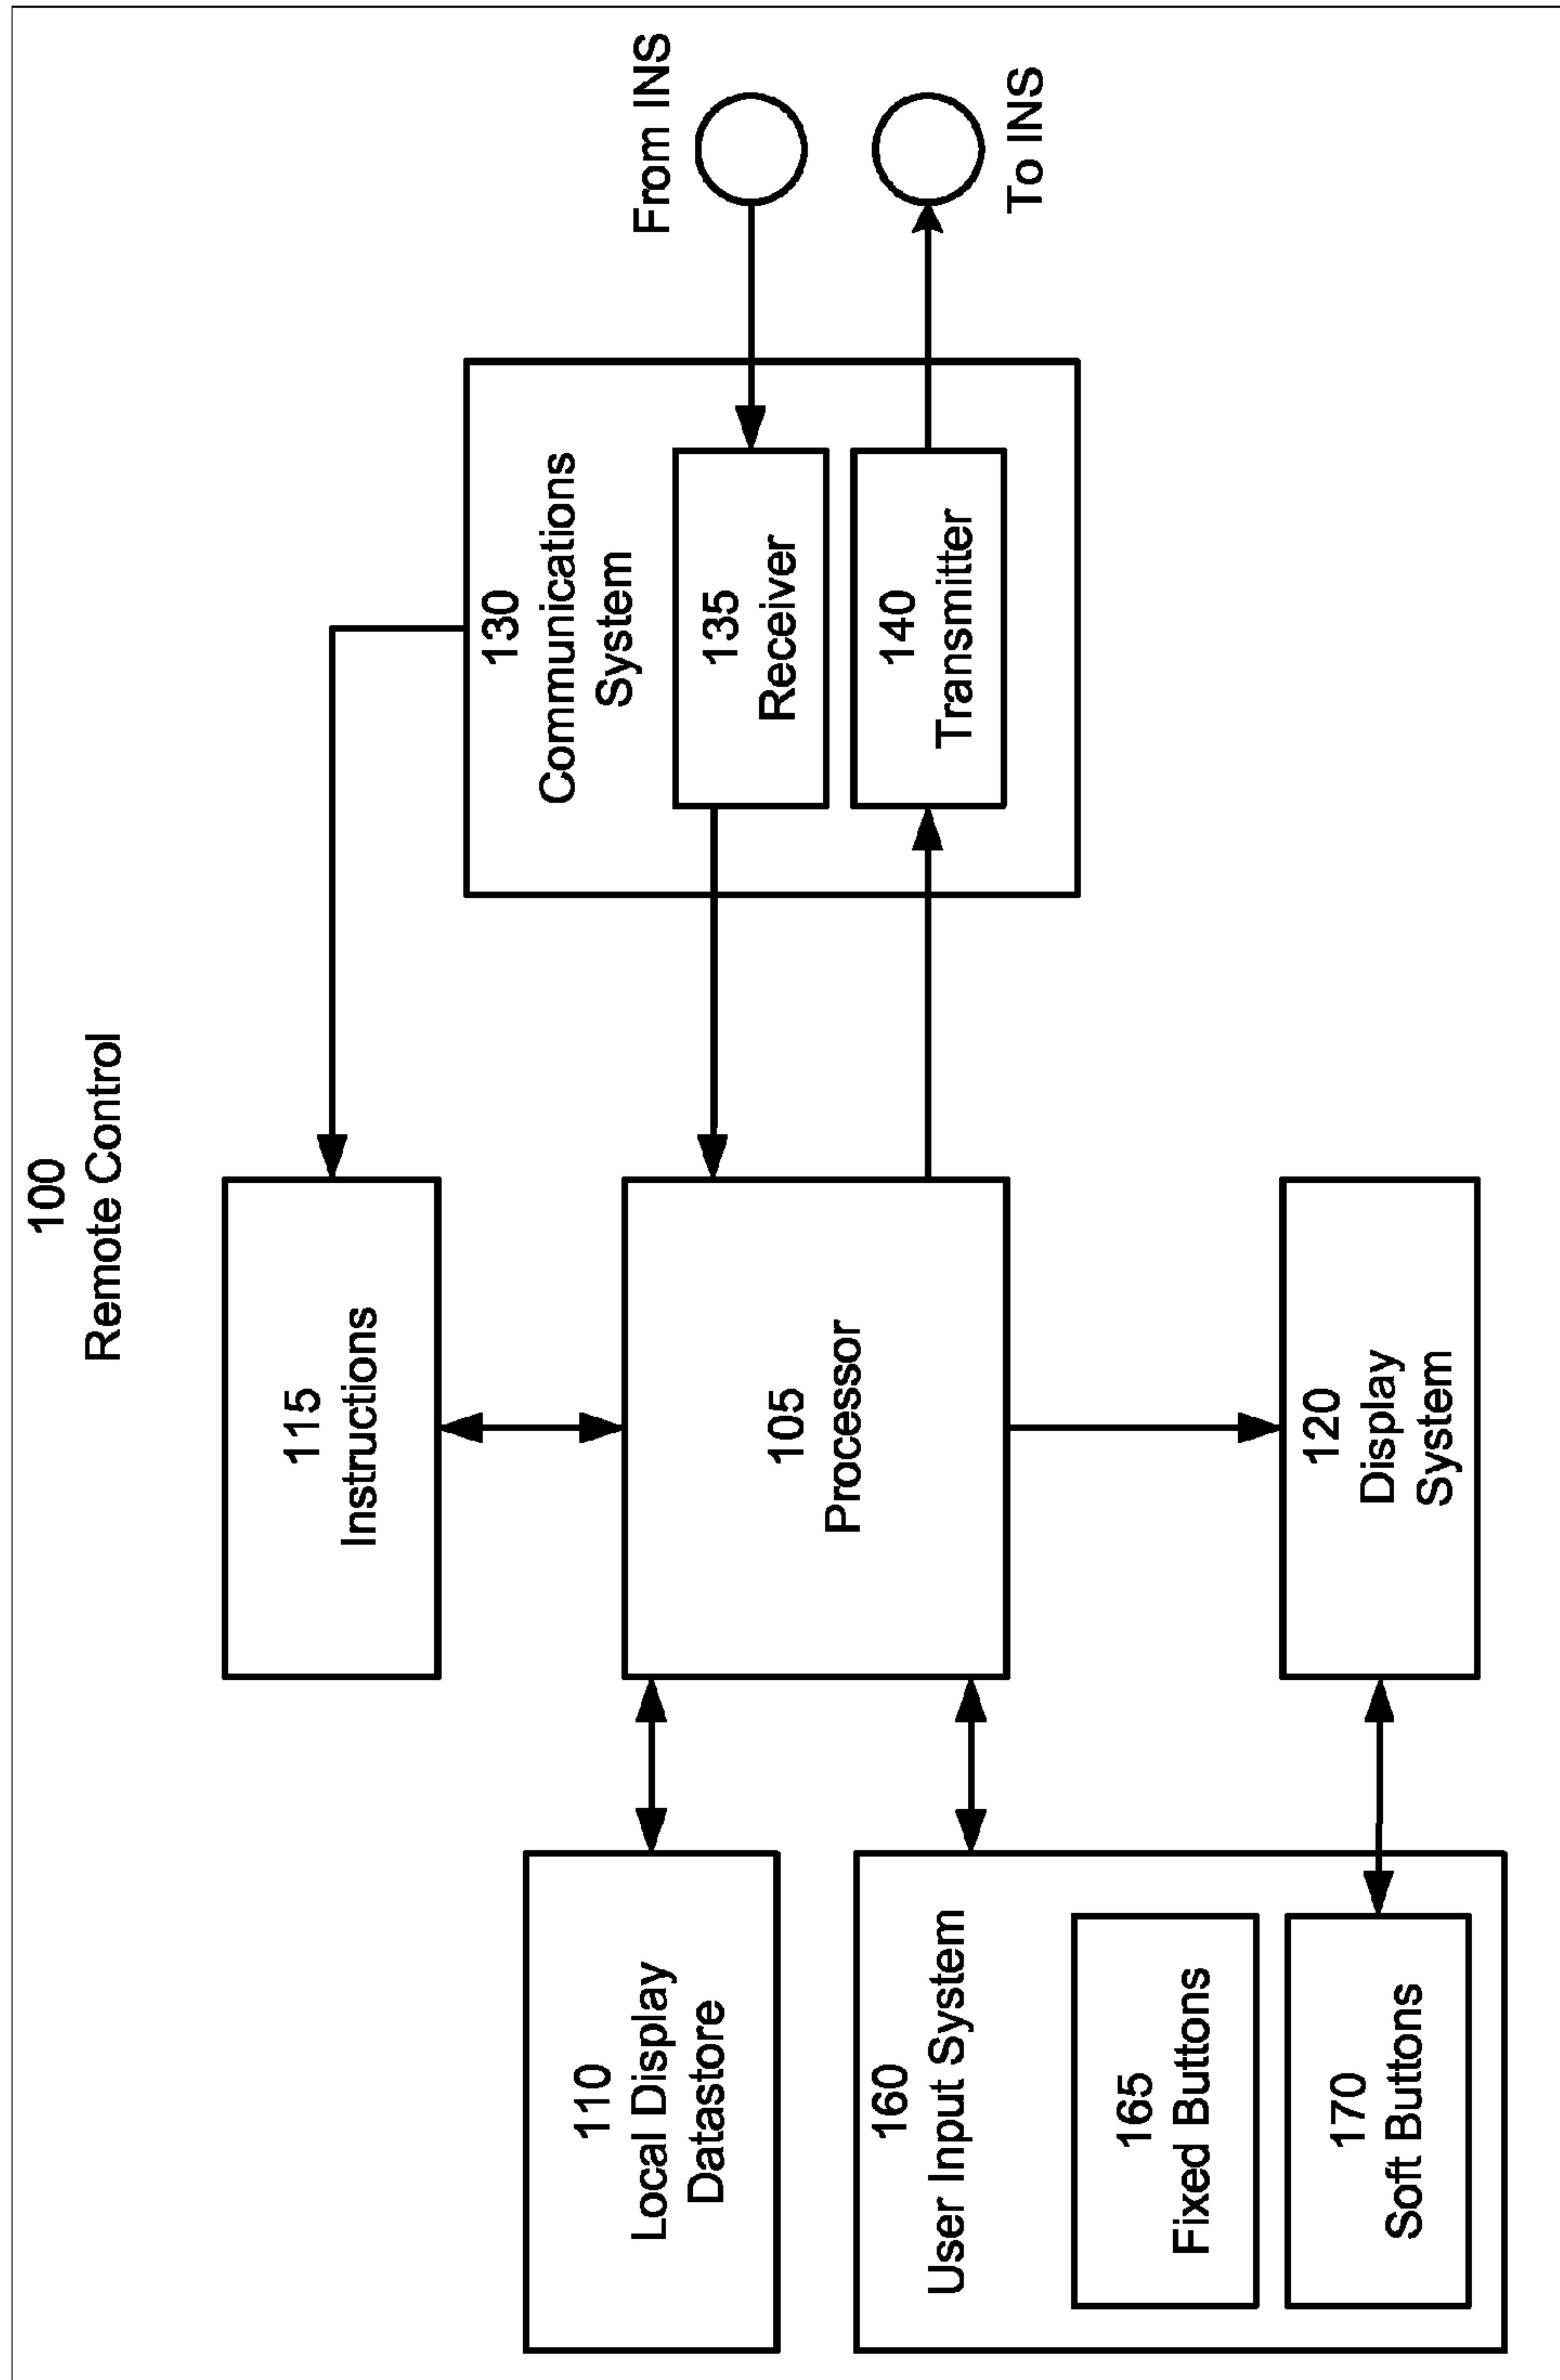 100
Remote Control
115
Instructions
130
Communications
System
From INS
110
Local Display
Datastore
105
Processor
135
Receiver
140
Transmitter
To INS
160
User Input System
165
Fixed Buttons
170
Soft Buttons
120
Display
System